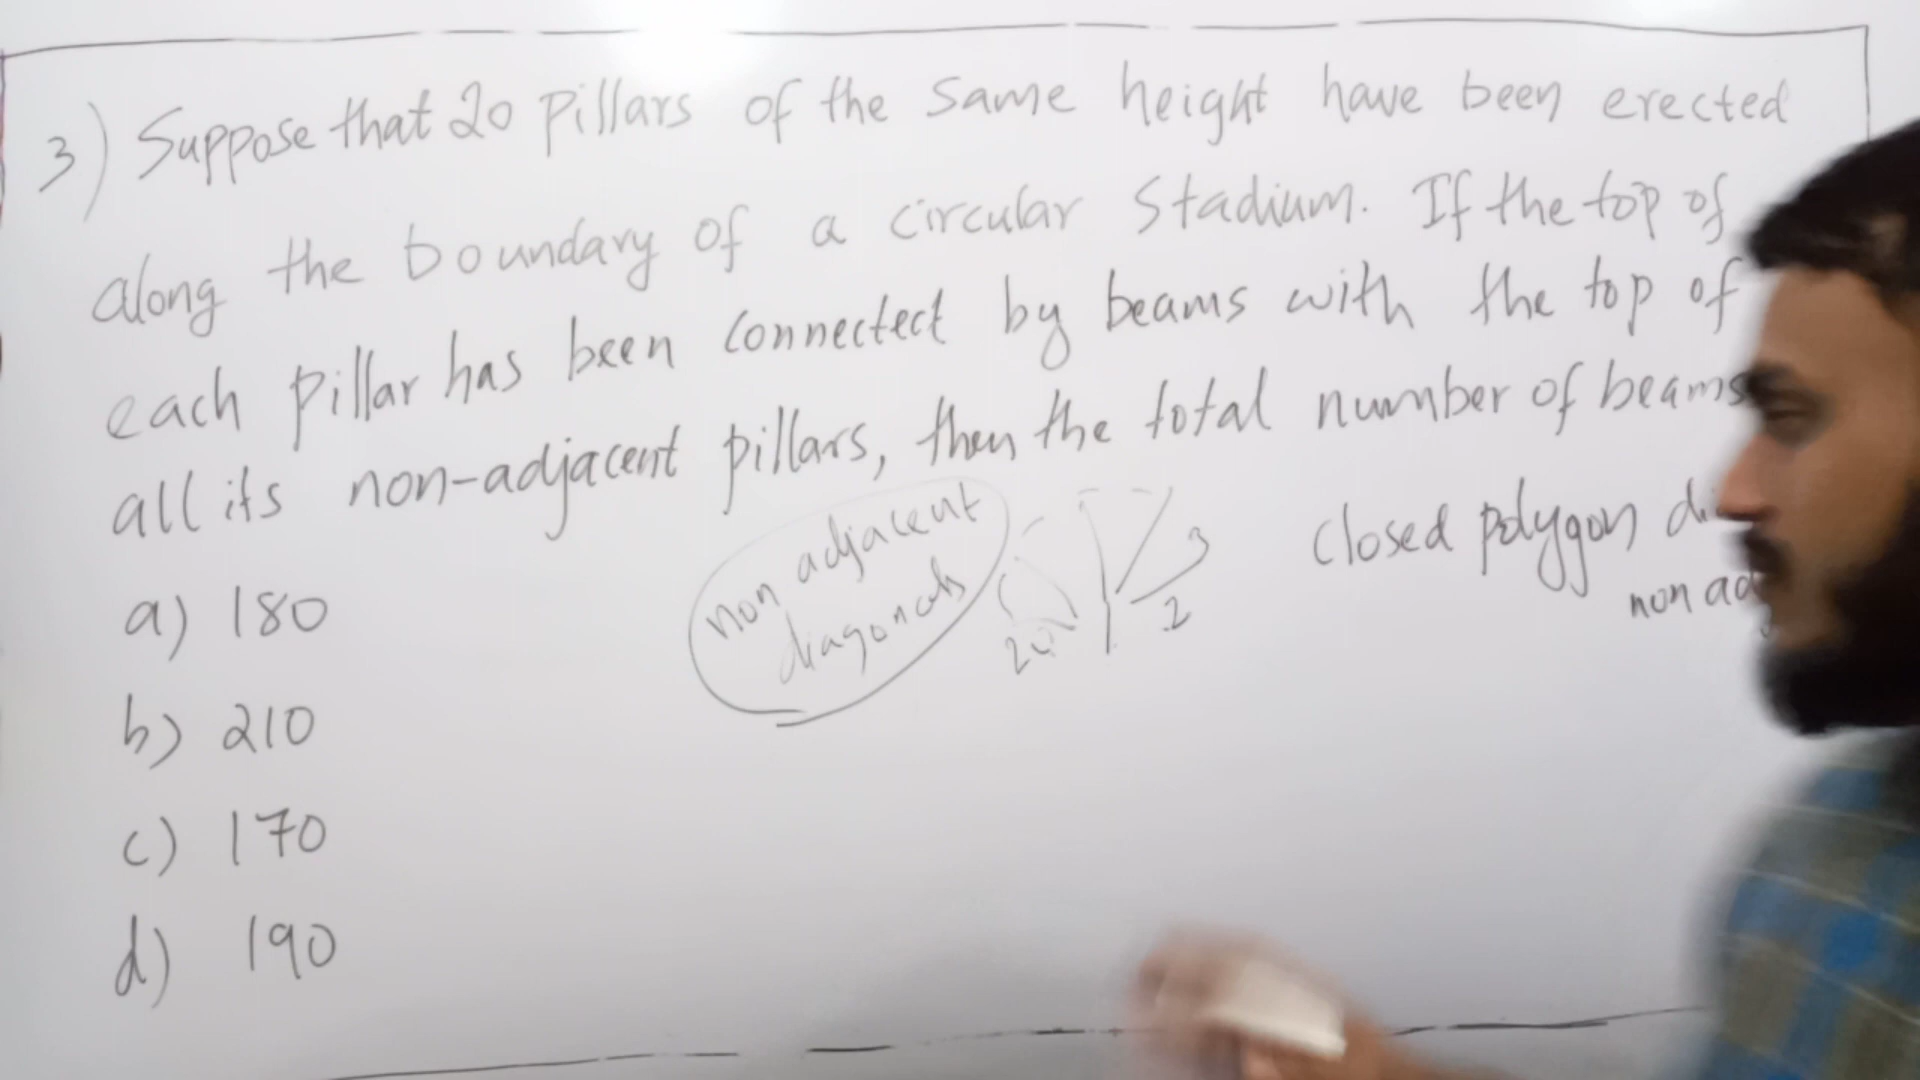 3) Suppose that 20 pillars of the same height have been erected
along the boundary of a circular stadium. If the top of
each pillar has been connected by beams with the top of
all its non-adjacent pillars, then the total number of beams
a) 180
b) 210
c) 170
d) 190
non adjacent
diagonals
20
3
2
closed polygon
non